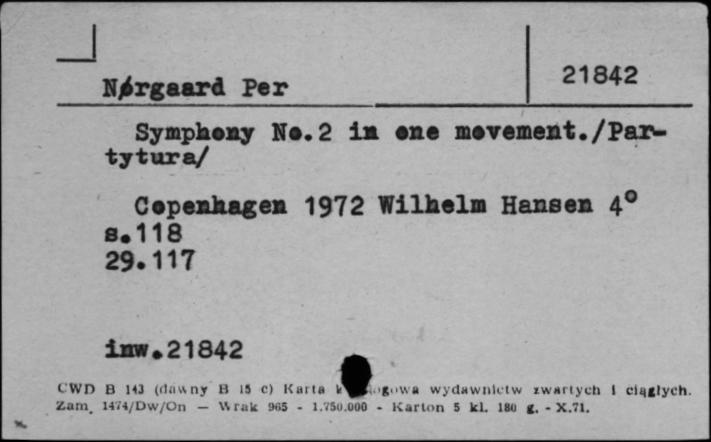 Nørgaard Per
21842
Symphony No.2 in one movement./Par-
tytura/
Copenhagen 1972 Wilhelm Hansen 4°
s.118
29.117
inw.21842
CWD B 143 (dawny B 15 c) Karta wydawnictw zwartych i ciągłych.
Zam. 1474/Dw/On — Wrak 965 - 1.750.000 - Karton 5 kl. 180 g. - X.71.